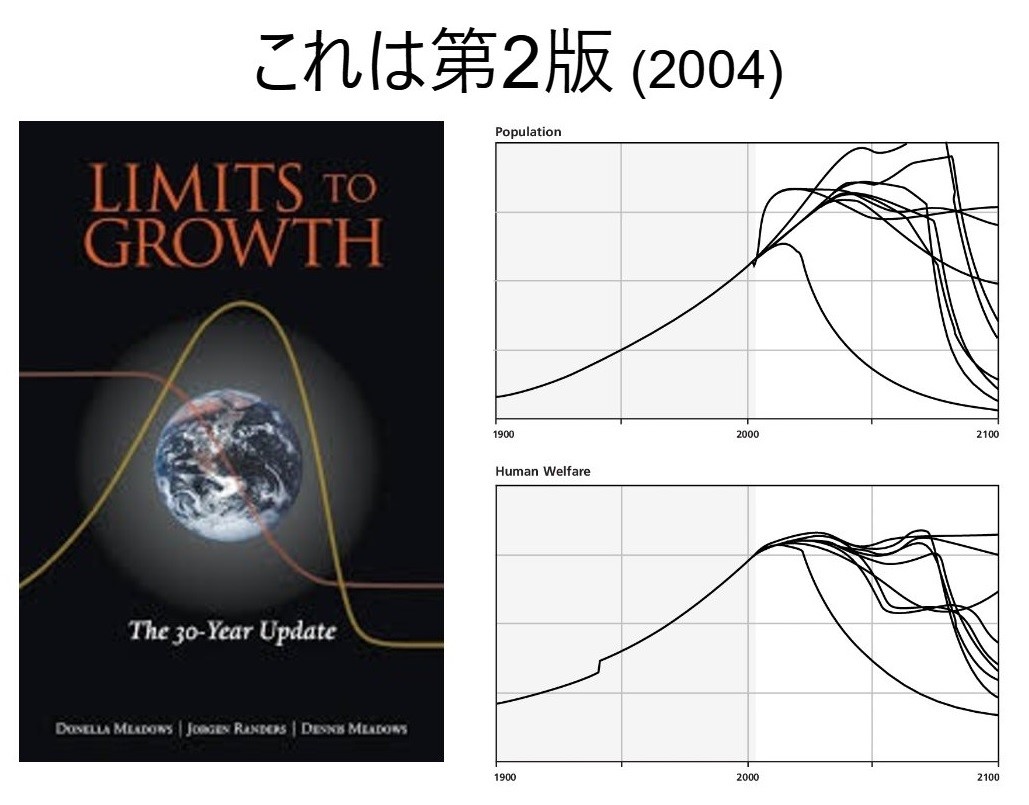 これは第2版 (2004)
LIMITS TO
GROWTH
The 30-Year Update
DONELLA MEADOWS | JORGEN RANDERS | DENNIS MEADOWS
Population
1900 2000 2100
Human Welfare
1900 2000 2100